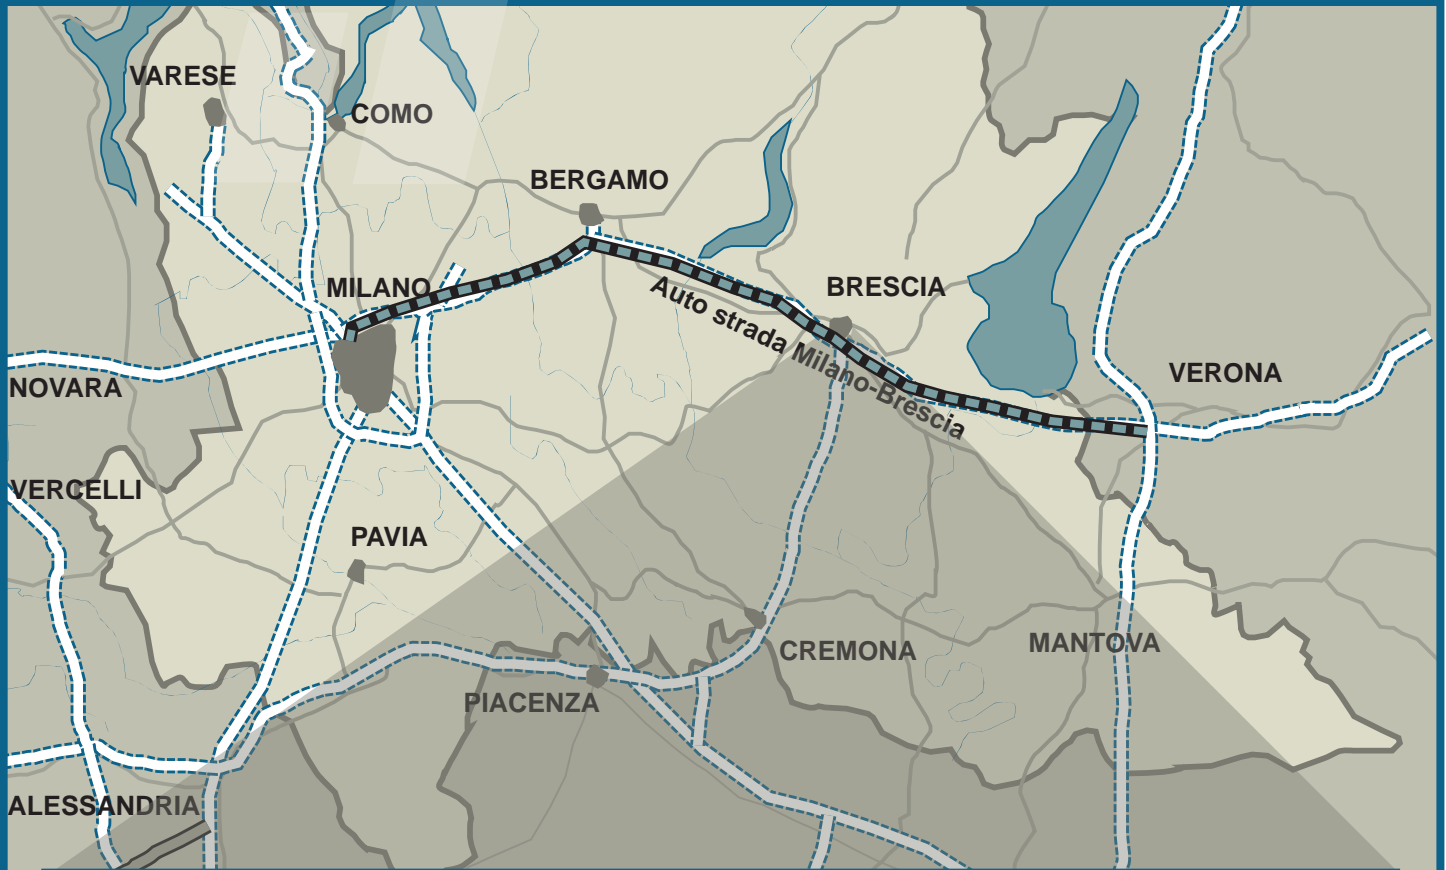 VARESE
COMO
BERGAMO
MILANO
BRESCIA
Auto strada Milano-Brescia
VERONA
NOVARA
VERCELLI
PAVIA
CREMONA
MANTOVA
PIACENZA
ALESSANDRIA